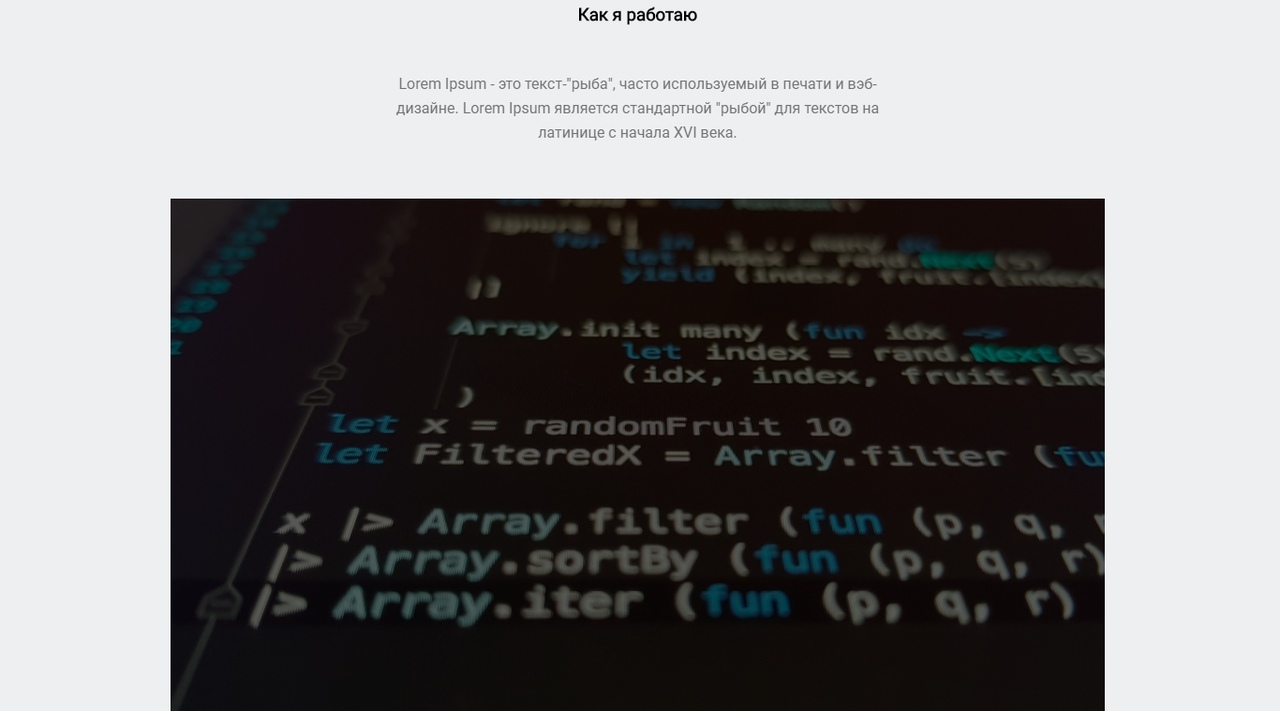 Как я работаю
Lorem Ipsum - это текст-"рыба", часто используемый в печати и вэб-
дизайне. Lorem Ipsum является стандартной "рыбой" для текстов на
латинице с начала XVI века.
ignore ||
for i in 1 .. many do
let index = rand.Next(5)
yield (index, fruit.[index]
|]
Array.init many (fun idx ->
let index = rand.Next(5)
(idx, index, fruit.[ind
)
let x = randomFruit 10
let FilteredX = Array.filter (fu
x |> Array.filter (fun (p, q, r
|> Array.sortBy (fun (p, q, r)
|> Array.iter (fun (p, q, r)